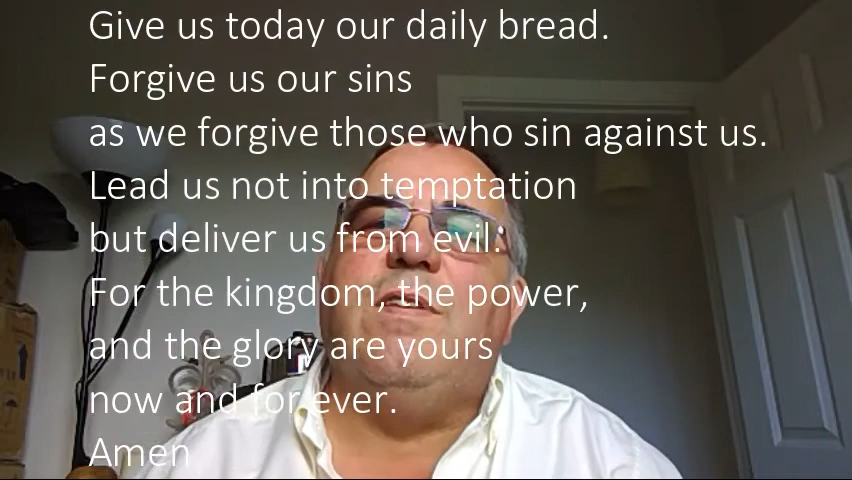 Give us today our daily bread.
Forgive us our sins
as we forgive those who sin against us.
Lead us not into temptation
but deliver us from evil.
For the kingdom, the power,
and the glory are yours
now and for ever.
Amen